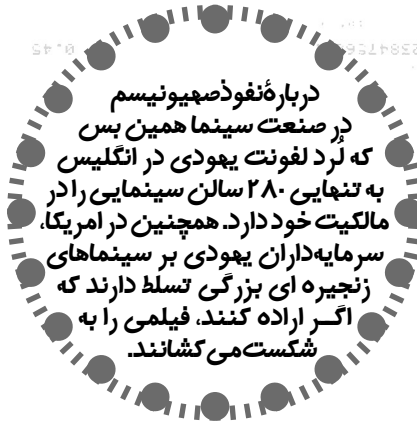 دربارهٔ نفوذ صهیونیسم
در صنعت سینما همین بس
که لُرد لفونت یهودی در انگلیس
به تنهایی ۲۸۰ سالن سینمایی را در
مالکیت خود دارد. همچنین در امریکا،
سرمایه‌داران یهودی بر سینماهای
زنجیره ای بزرگی تسلط دارند که
اگر اراده کنند، فیلمی را به
شکست می کشانند.